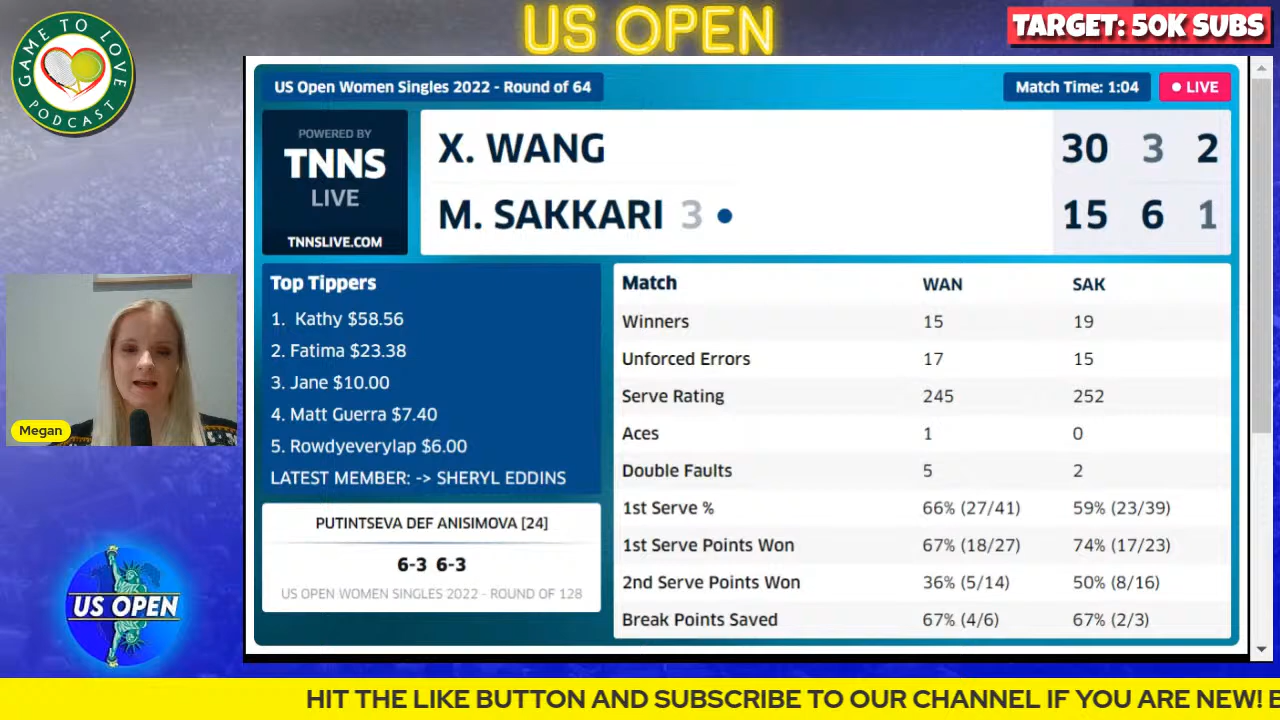 GAME TO LOVE
PODCAST
US OPEN
TARGET: 50K SUBS
US Open Women Singles 2022 - Round of 64
Match Time: 1:04
LIVE
POWERED BY
TNNS
LIVE
TNNSLIVE.COM
X. WANG 30 3 2
M. SAKKARI 3 15 6 1
Top Tippers
1. Kathy $58.56
2. Fatima $23.38
3. Jane $10.00
4. Matt Guerra $7.40
5. Rowdyeverylap $6.00
LATEST MEMBER: -> SHERYL EDDINS
PUTINTSEVA DEF ANISIMOVA [24]
6-3 6-3
US OPEN WOMEN SINGLES 2022 - ROUND OF 128
Match WAN SAK
Winners 15 19
Unforced Errors 17 15
Serve Rating 245 252
Aces 1 0
Double Faults 5 2
1st Serve % 66% (27/41) 59% (23/39)
1st Serve Points Won 67% (18/27) 74% (17/23)
2nd Serve Points Won 36% (5/14) 50% (8/16)
Break Points Saved 67% (4/6) 67% (2/3)
Megan
US OPEN
HIT THE LIKE BUTTON AND SUBSCRIBE TO OUR CHANNEL IF YOU ARE NEW!